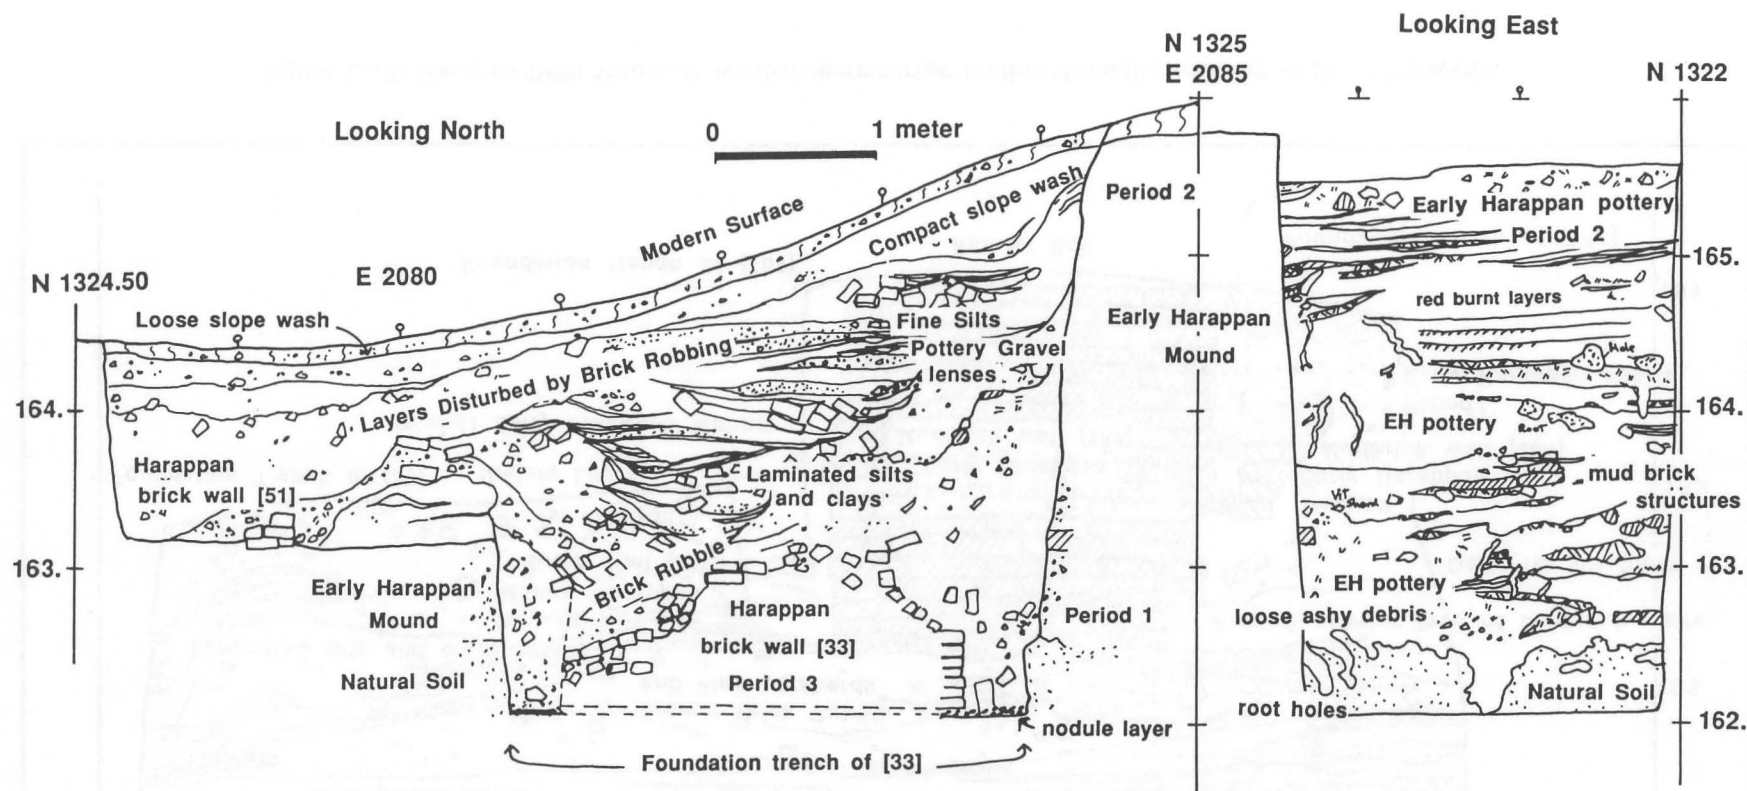 Looking East
N 1325
E 2085
N 1322
Looking North
0 1 meter
Period 2
Early Harappan pottery
Period 2
Modern Surface
Compact slope wash
N 1324.50
E 2080
165.
red burnt layers
Loose slope wash
Fine Silts
Early Harappan
Mound
Pottery Gravel
lenses
Hole
Layers Disturbed by Brick Robbing
164.
164.
EH pottery
Root
Harappan
brick wall [51]
Laminated silts
and clays
mud brick
structures
Vit
Sherd
163.
163.
Brick Rubble
Early Harappan
Mound
Harappan
brick wall [33]
Period 3
Period 1
EH pottery
loose ashy debris
Natural Soil
Natural Soil
root holes
nodule layer
162.
Foundation trench of [33]